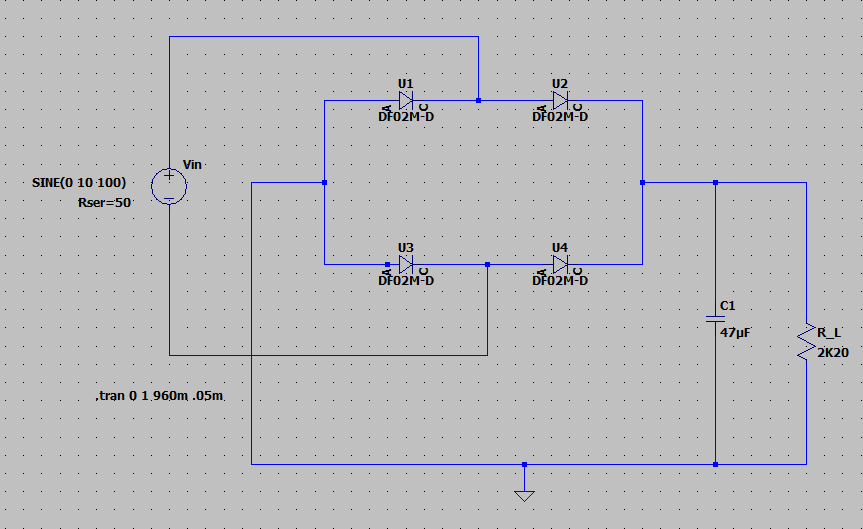 U1
A
C
DF02M-D
U2
A
C
DF02M-D
Vin
SINE(0 10 100)
Rser=50
U3
A
C
DF02M-D
U4
A
C
DF02M-D
C1
47µF
R_L
2K20
.tran 0 1 960m .05m